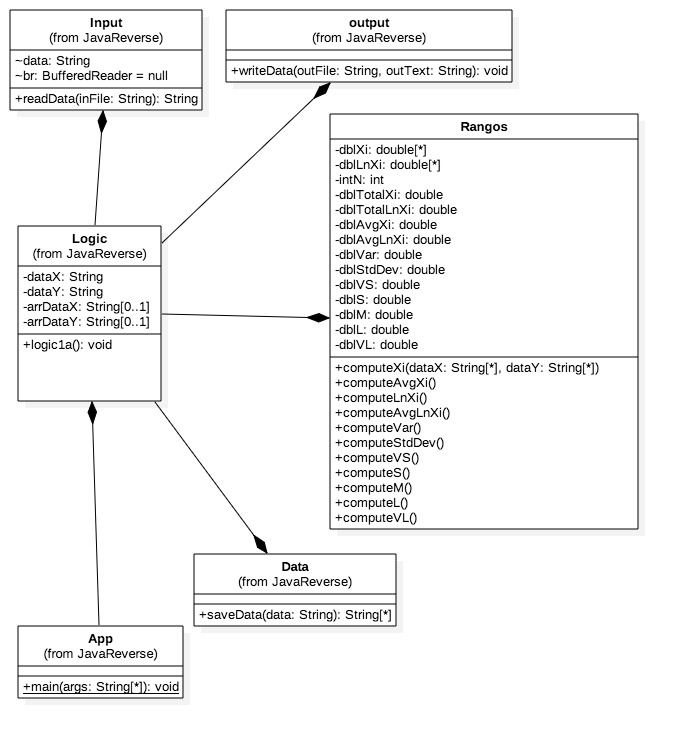 Input
(from JavaReverse)
~data: String
~br: BufferedReader = null
+readData(inFile: String): String
output
(from JavaReverse)
+writeData(outFile: String, outText: String): void
Rangos
-dblXi: double[*]
-dblLnXi: double[*]
-intN: int
-dblTotalXi: double
-dblTotalLnXi: double
-dblAvgXi: double
-dblAvgLnXi: double
-dblVar: double
-dblStdDev: double
-dblVS: double
-dblS: double
-dblM: double
-dblL: double
-dblVL: double
+computeXi(dataX: String[*], dataY: String[*])
+computeAvgXi()
+computeLnXi()
+computeAvgLnXi()
+computeVar()
+computeStdDev()
+computeVS()
+computeS()
+computeM()
+computeL()
+computeVL()
Logic
(from JavaReverse)
-dataX: String
-dataY: String
-arrDataX: String[0..1]
-arrDataY: String[0..1]
+logic1a(): void
Data
(from JavaReverse)
+saveData(data: String): String[*]
App
(from JavaReverse)
+main(args: String[*]): void